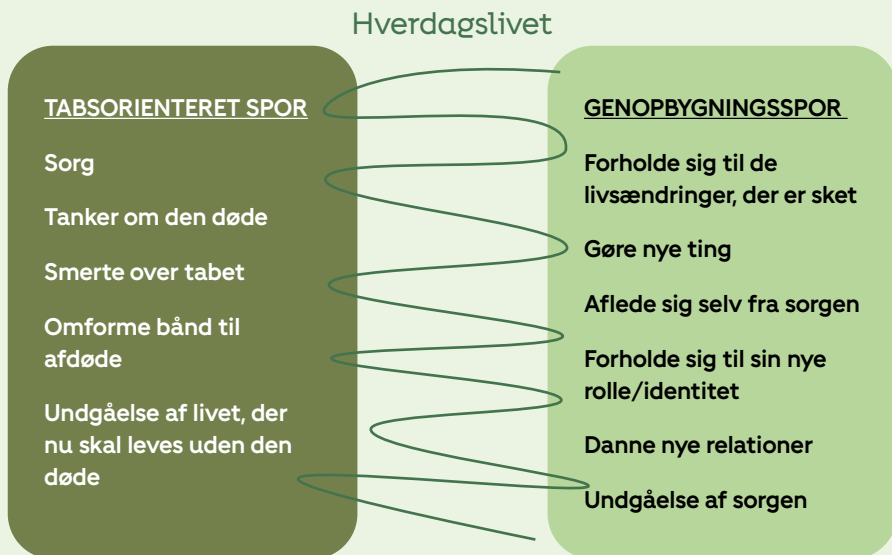 Hverdagslivet
TABSORIENTERET SPOR
Sorg
Tanker om den døde
Smerte over tabet
Omforme bånd til
afdøde
Undgåelse af livet, der
nu skal leves uden den
døde
GENOPBYGNINGSSPOR
Forholde sig til de
livsændringer, der er sket
Gøre nye ting
Aflede sig selv fra sorgen
Forholde sig til sin nye
rolle/identitet
Danne nye relationer
Undgåelse af sorgen